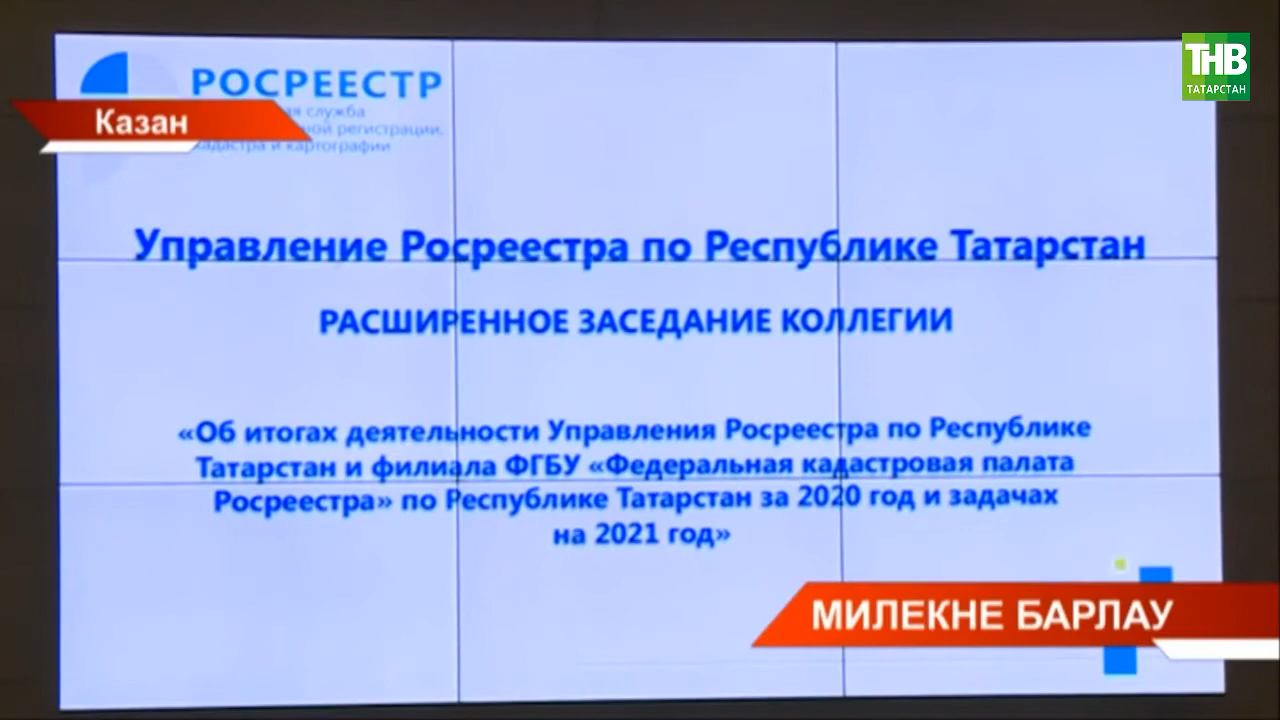 ТНВ
ТАТАРСТАН
РОСРЕЕСТР
Казан
служба
регистрации,
кадастра и картографии
Управление Росреестра по Республике Татарстан
РАСШИРЕННОЕ ЗАСЕДАНИЕ КОЛЛЕГИИ
«Об итогах деятельности Управления Росреестра по Республике
Татарстан и филиала ФГБУ «Федеральная кадастровая палата
Росреестра» по Республике Татарстан за 2020 год и задачах
на 2021 год»
МИЛЕКНЕ БАРЛАУ